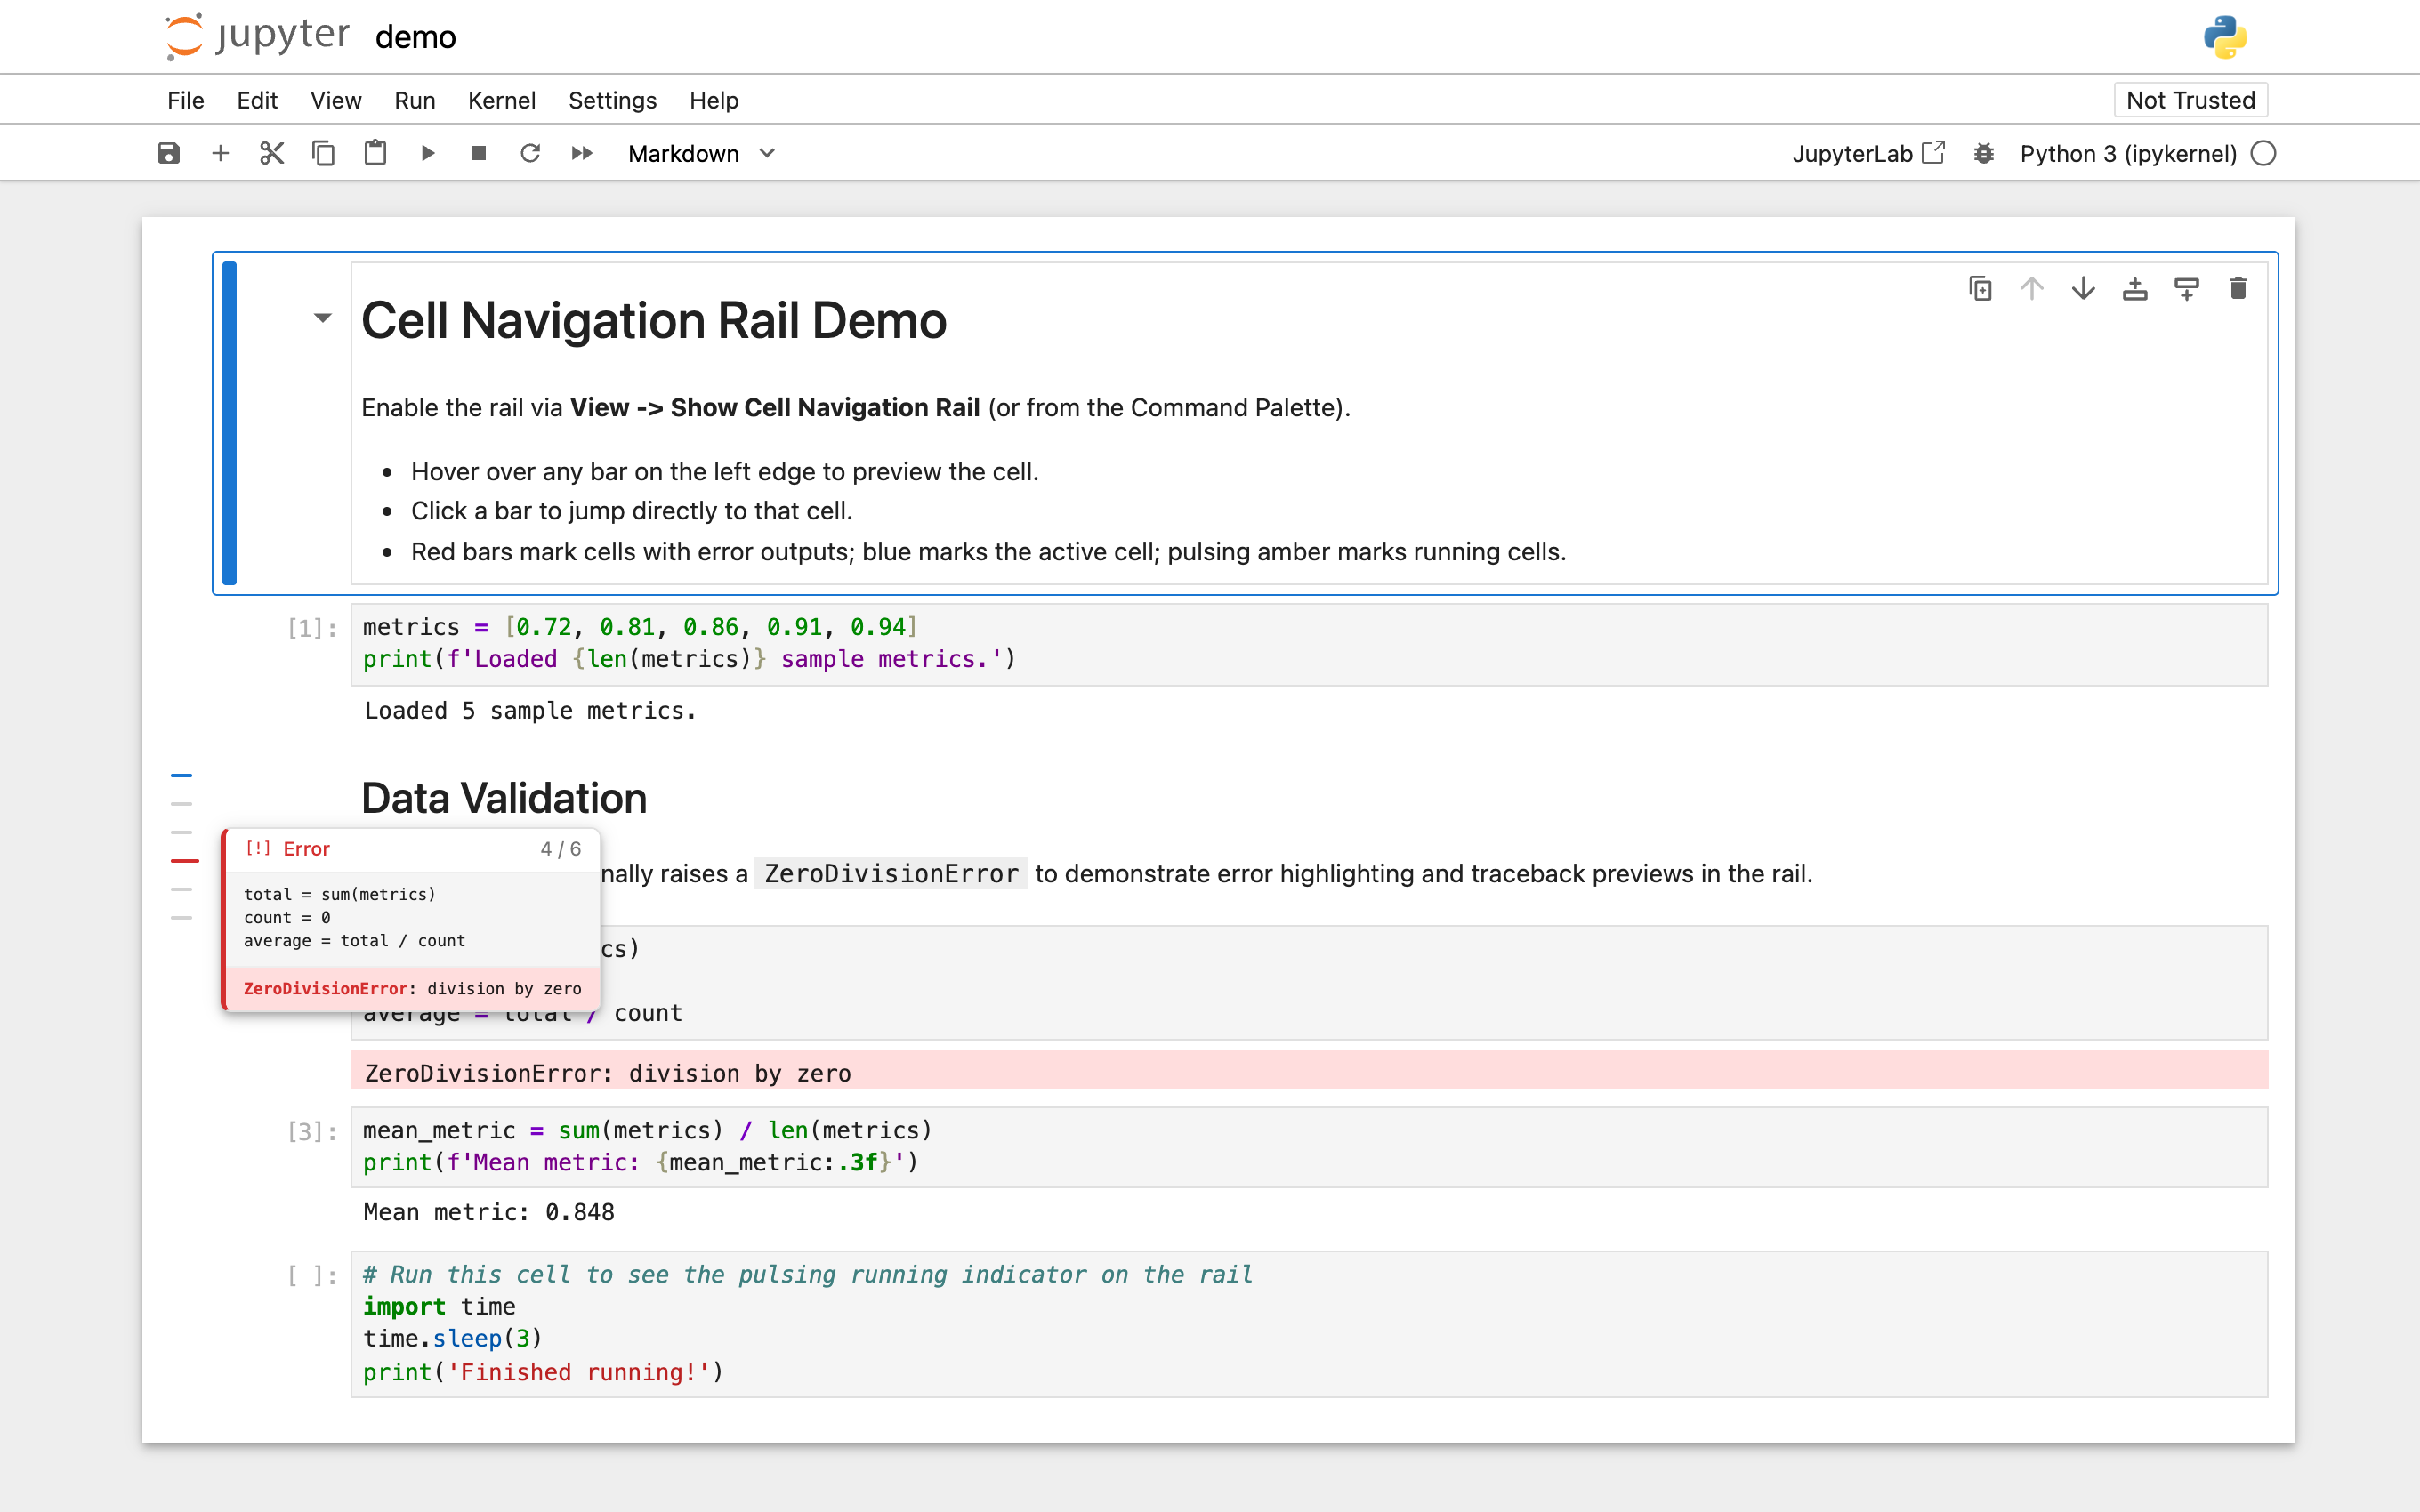 jupyter demo
File Edit View Run Kernel Settings Help Not Trusted
Markdown JupyterLab Python 3 (ipykernel)
Cell Navigation Rail Demo
Enable the rail via View -> Show Cell Navigation Rail (or from the Command Palette).
• Hover over any bar on the left edge to preview the cell.
• Click a bar to jump directly to that cell.
• Red bars mark cells with error outputs; blue marks the active cell; pulsing amber marks running cells.
[1]: metrics = [0.72, 0.81, 0.86, 0.91, 0.94]
print(f'Loaded {len(metrics)} sample metrics.')
Loaded 5 sample metrics.
Data Validation
[!] Error 4 / 6
total = sum(metrics)
count = 0
average = total / count
ZeroDivisionError: division by zero
nally raises a ZeroDivisionError to demonstrate error highlighting and traceback previews in the rail.
cs)
average = total / count
ZeroDivisionError: division by zero
[3]: mean_metric = sum(metrics) / len(metrics)
print(f'Mean metric: {mean_metric:.3f}')
Mean metric: 0.848
[ ]: # Run this cell to see the pulsing running indicator on the rail
import time
time.sleep(3)
print('Finished running!')